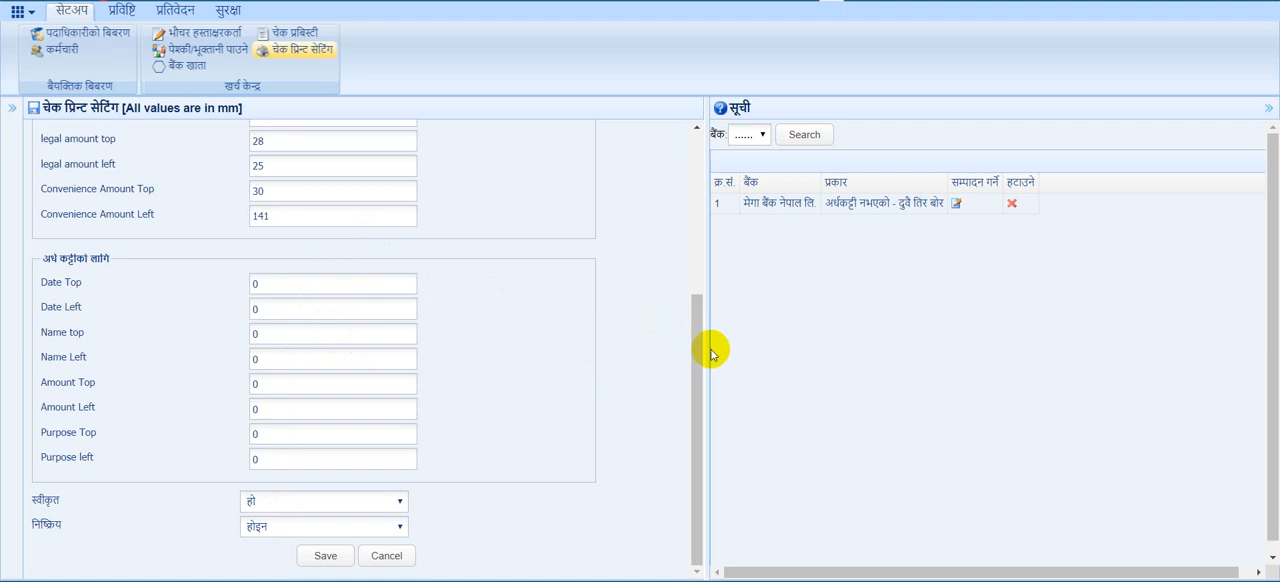 सेटअप प्रविष्टि प्रतिवेदन सुरक्षा
पदाधिकारीको बिबरण भौचर हस्ताक्षरकर्ता चेक प्रबिस्टी
कर्मचारी पेश्की/भूक्तानी पाउने चेक प्रिन्ट सेटिंग
बैंक खाता
बैयक्तिक बिबरण खर्च केन्द्र
चेक प्रिन्ट सेटिंग [All values are in mm]
legal amount top 28
legal amount left 25
Convenience Amount Top 30
Convenience Amount Left 141
अर्ध कट्टीको लागि
Date Top 0
Date Left 0
Name top 0
Name Left 0
Amount Top 0
Amount Left 0
Purpose Top 0
Purpose left 0
स्वीकृत हो
निष्क्रिय होइन
Save Cancel
सूची
बैंक: ...... Search
क्र.सं. बैंक प्रकार सम्पादन गर्ने हटाउने
1 मेगा बैंक नेपाल लि. अर्धकट्टी नभएको - दुवै तिर बोर